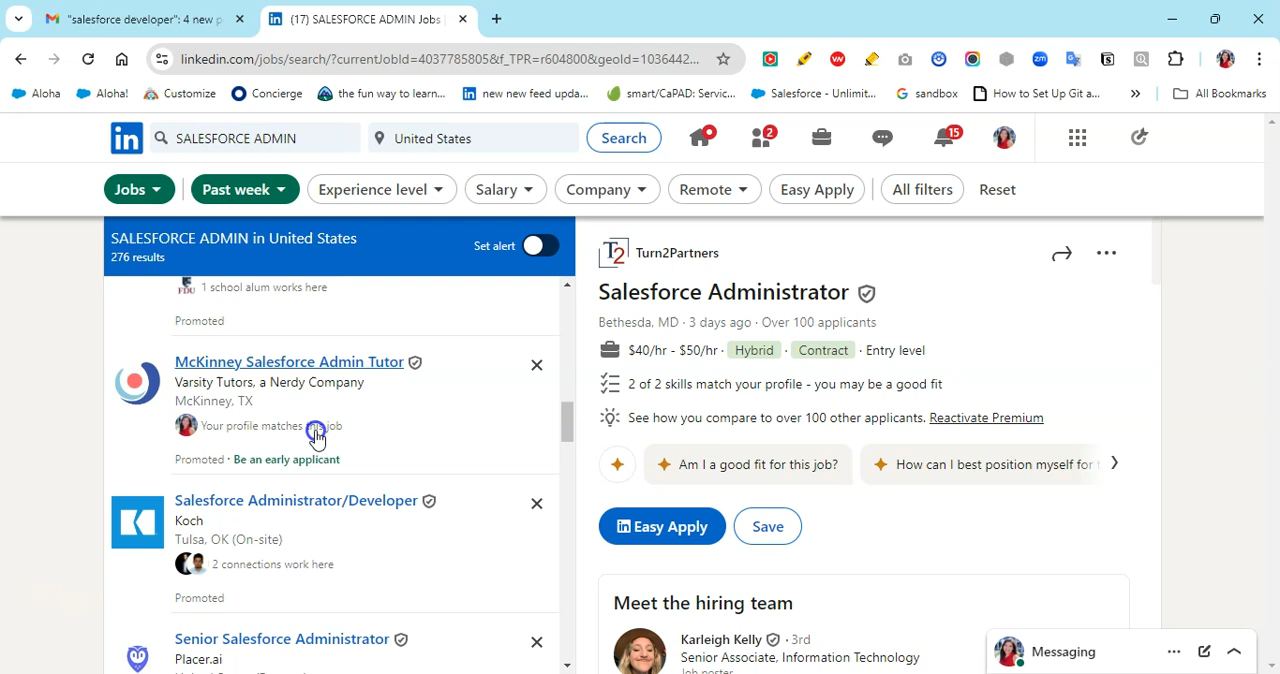 "salesforce developer": 4 new p
(17) SALESFORCE ADMIN Jobs
linkedin.com/jobs/search/?currentJobId=4037785805&f_TPR=r604800&geoId=1036442...
Aloha
Aloha!
Customize
Concierge
the fun way to learn...
new new feed upda...
smart/CaPAD: Servic...
Salesforce - Unlimit...
sandbox
How to Set Up Git a...
All Bookmarks
in
SALESFORCE ADMIN
United States
Search
2
15
Jobs
Past week
Experience level
Salary
Company
Remote
Easy Apply
All filters
Reset
SALESFORCE ADMIN in United States
276 results
Set alert
FDU
1 school alum works here
Promoted
McKinney Salesforce Admin Tutor
Varsity Tutors, a Nerdy Company
McKinney, TX
Your profile matches this job
Promoted · Be an early applicant
Salesforce Administrator/Developer
Koch
Tulsa, OK (On-site)
2 connections work here
Promoted
Senior Salesforce Administrator
Placer.ai
T2 Turn2Partners
Salesforce Administrator
Bethesda, MD · 3 days ago · Over 100 applicants
$40/hr - $50/hr · Hybrid · Contract · Entry level
2 of 2 skills match your profile - you may be a good fit
See how you compare to over 100 other applicants. Reactivate Premium
Am I a good fit for this job?
How can I best position myself for t
in Easy Apply
Save
Meet the hiring team
Karleigh Kelly · 3rd
Senior Associate, Information Technology
Job poster
Messaging